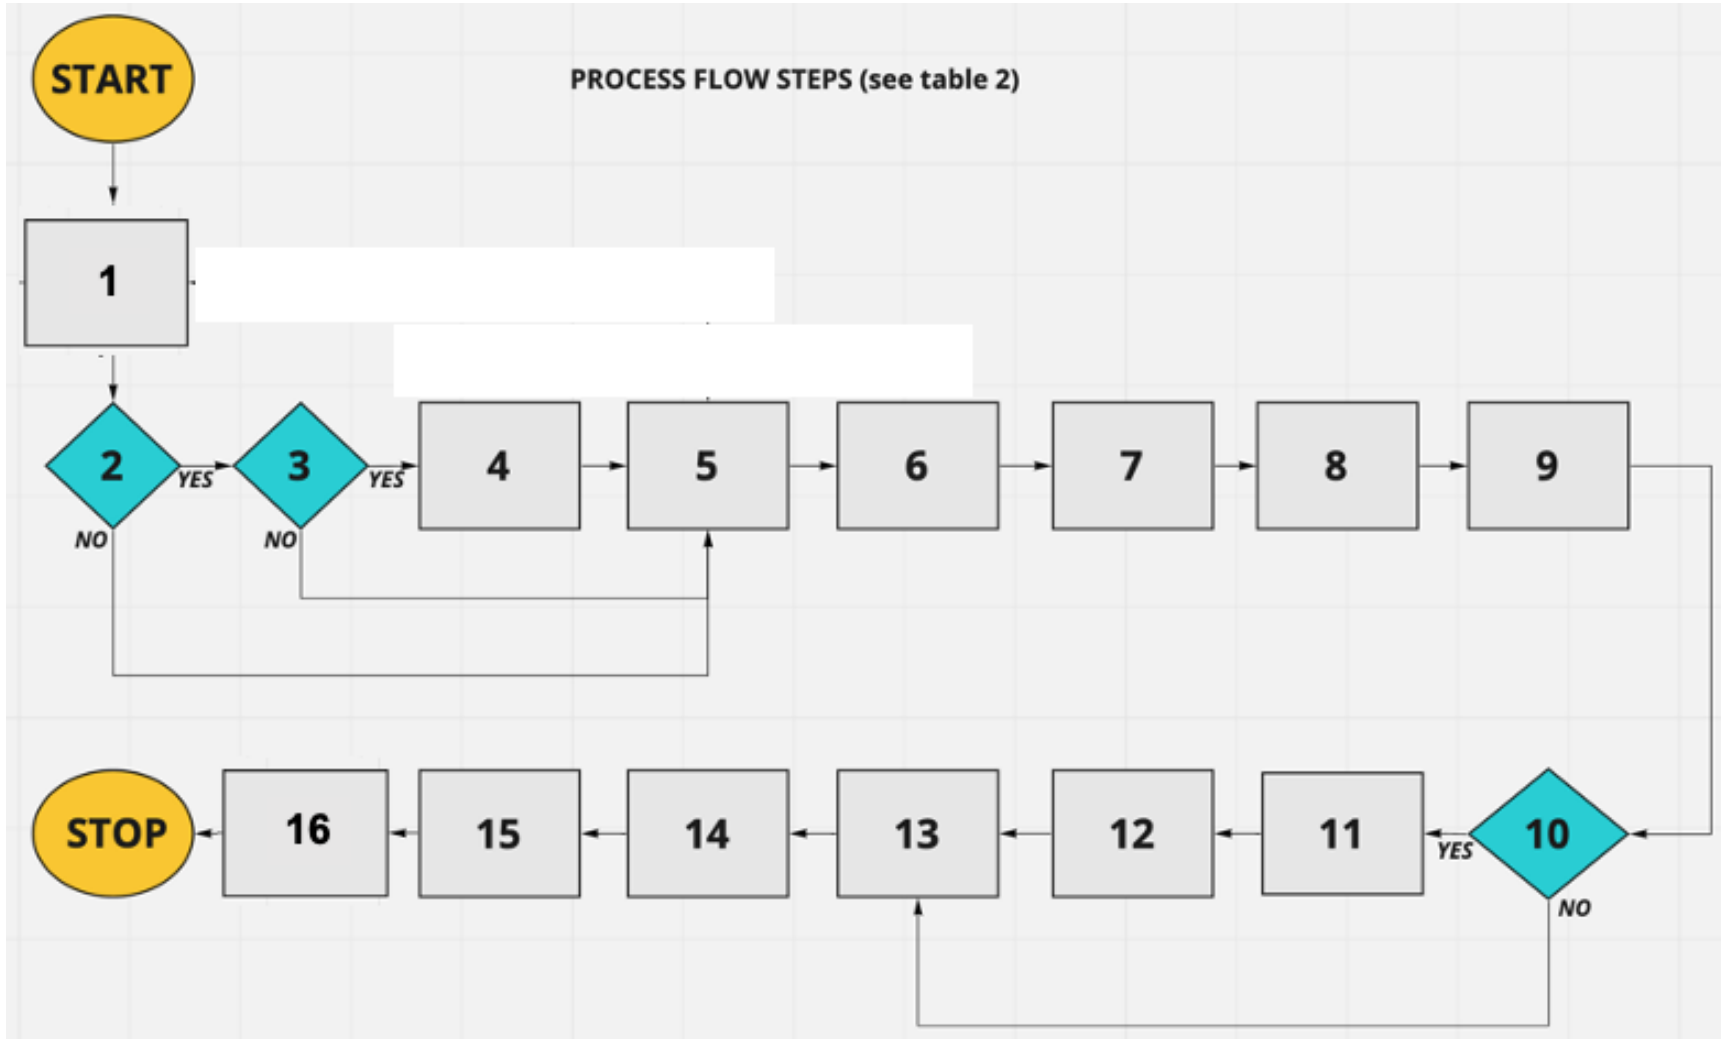 START
PROCESS FLOW STEPS (see table 2)
1
2
YES
3
YES
4
5
6
7
8
9
NO
NO
STOP
16
15
14
13
12
11
YES
10
NO